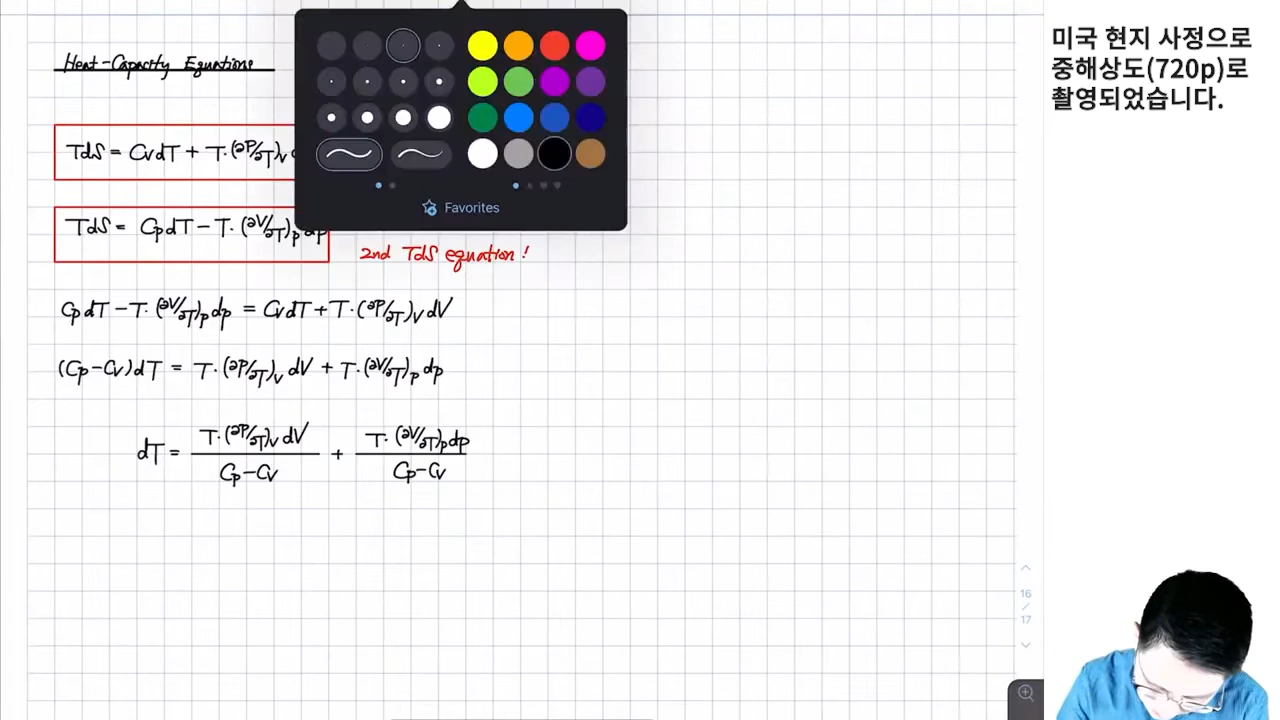 Heat-Capacity Equations
TdS = CvdT + T·(∂P/∂T)v
TdS = CpdT - T·(∂V/∂T)p dp
2nd TdS equation!
CpdT - T·(∂V/∂T)p dp = CvdT + T·(∂P/∂T)v dV
(Cp-Cv)dT = T·(∂P/∂T)v dV + T·(∂V/∂T)p dp
dT = T·(∂P/∂T)v dV / Cp-Cv + T·(∂V/∂T)p dp / Cp-Cv
Favorites
미국 현지 사정으로
중해상도(720p)로
촬영되었습니다.
16
/
17